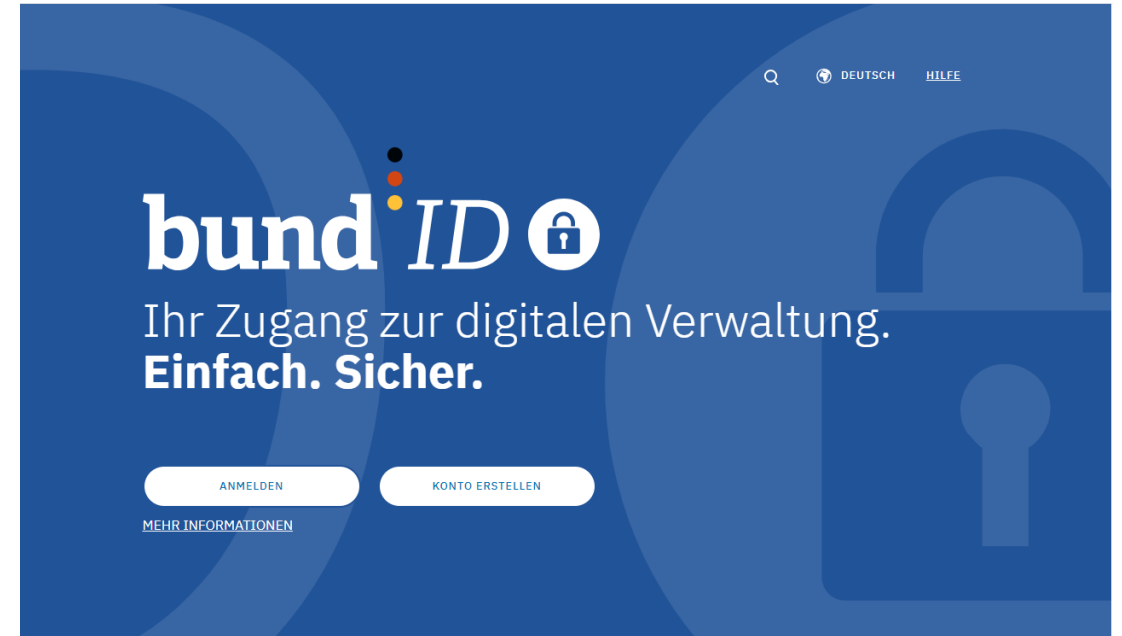 DEUTSCH HILFE
bund ID
Ihr Zugang zur digitalen Verwaltung.
Einfach. Sicher.
ANMELDEN KONTO ERSTELLEN
MEHR INFORMATIONEN